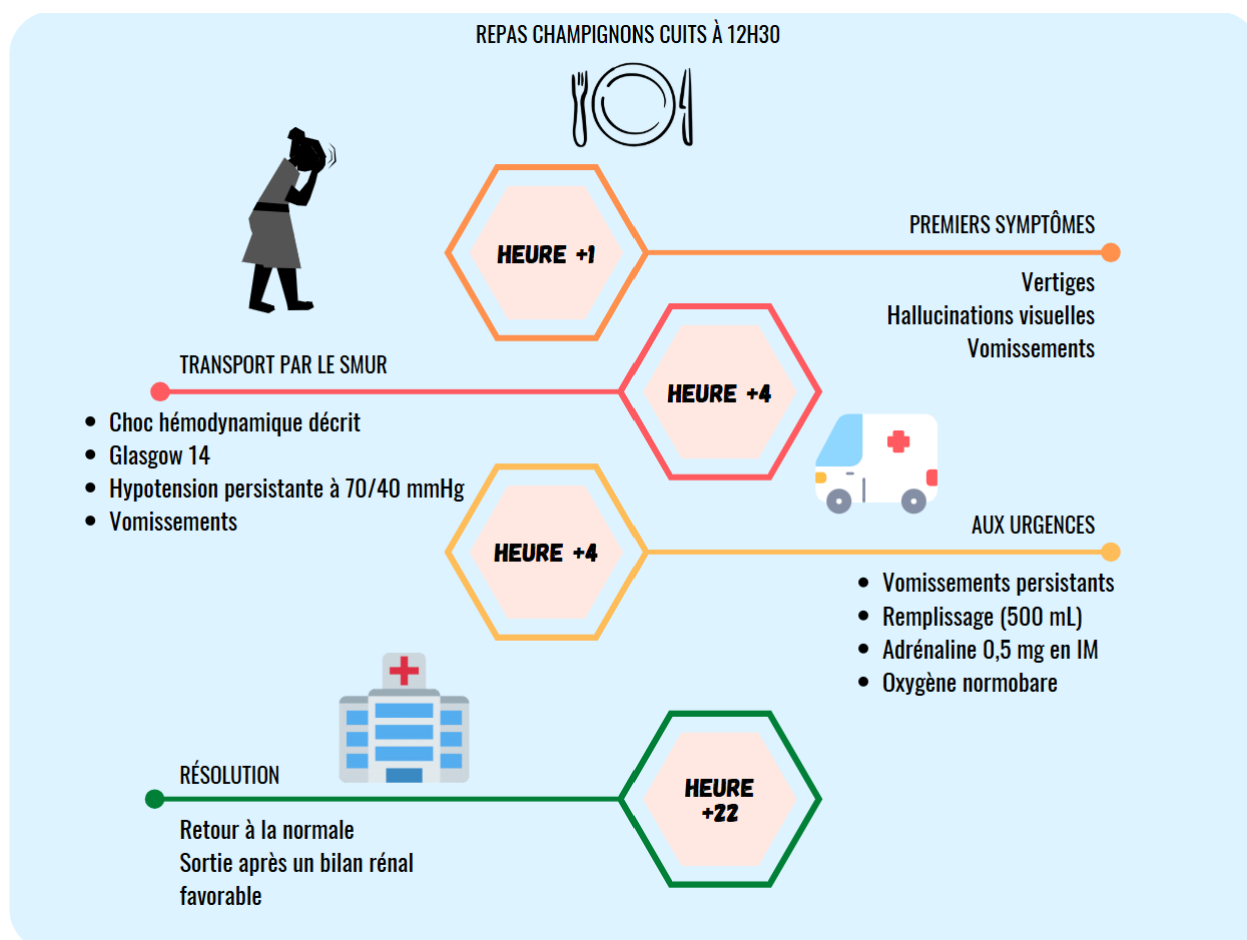 REPAS CHAMPIGNONS CUITS À 12H30
HEURE +1
PREMIERS SYMPTÔMES
Vertiges
Hallucinations visuelles
Vomissements
TRANSPORT PAR LE SMUR
HEURE +4
• Choc hémodynamique décrit
• Glasgow 14
• Hypotension persistante à 70/40 mmHg
• Vomissements
HEURE +4
AUX URGENCES
• Vomissements persistants
• Remplissage (500 mL)
• Adrénaline 0,5 mg en IM
• Oxygène normobare
RÉSOLUTION
HEURE
+22
Retour à la normale
Sortie après un bilan rénal
favorable